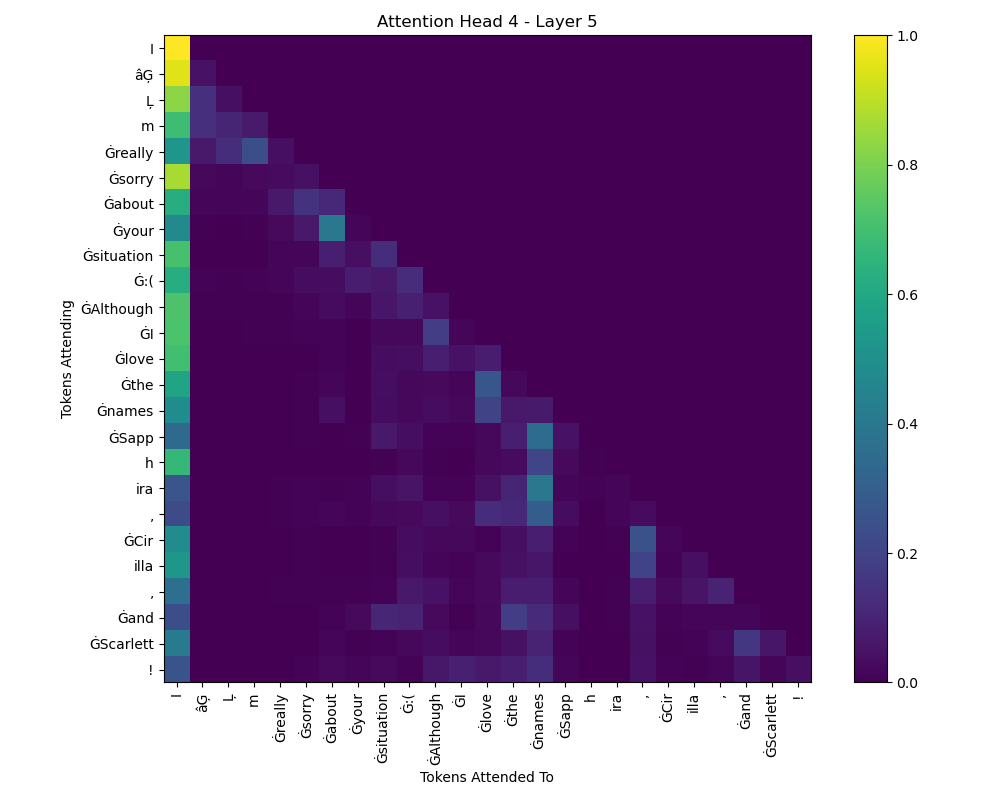 Attention Head 4 - Layer 5
Tokens Attending
I
âĢ
Ļ
m
Ġreally
Ġsorry
Ġabout
Ġyour
Ġsituation
Ġ:(
ĠAlthough
ĠI
Ġlove
Ġthe
Ġnames
ĠSapp
h
ira
,
ĠCir
illa
,
Ġand
ĠScarlett
!
I âĢ Ļ m Ġreally Ġsorry Ġabout Ġyour Ġsituation Ġ:( ĠAlthough ĠI Ġlove Ġthe Ġnames ĠSapp h ira , ĠCir illa , Ġand ĠScarlett !
Tokens Attended To
1.0
0.8
0.6
0.4
0.2
0.0